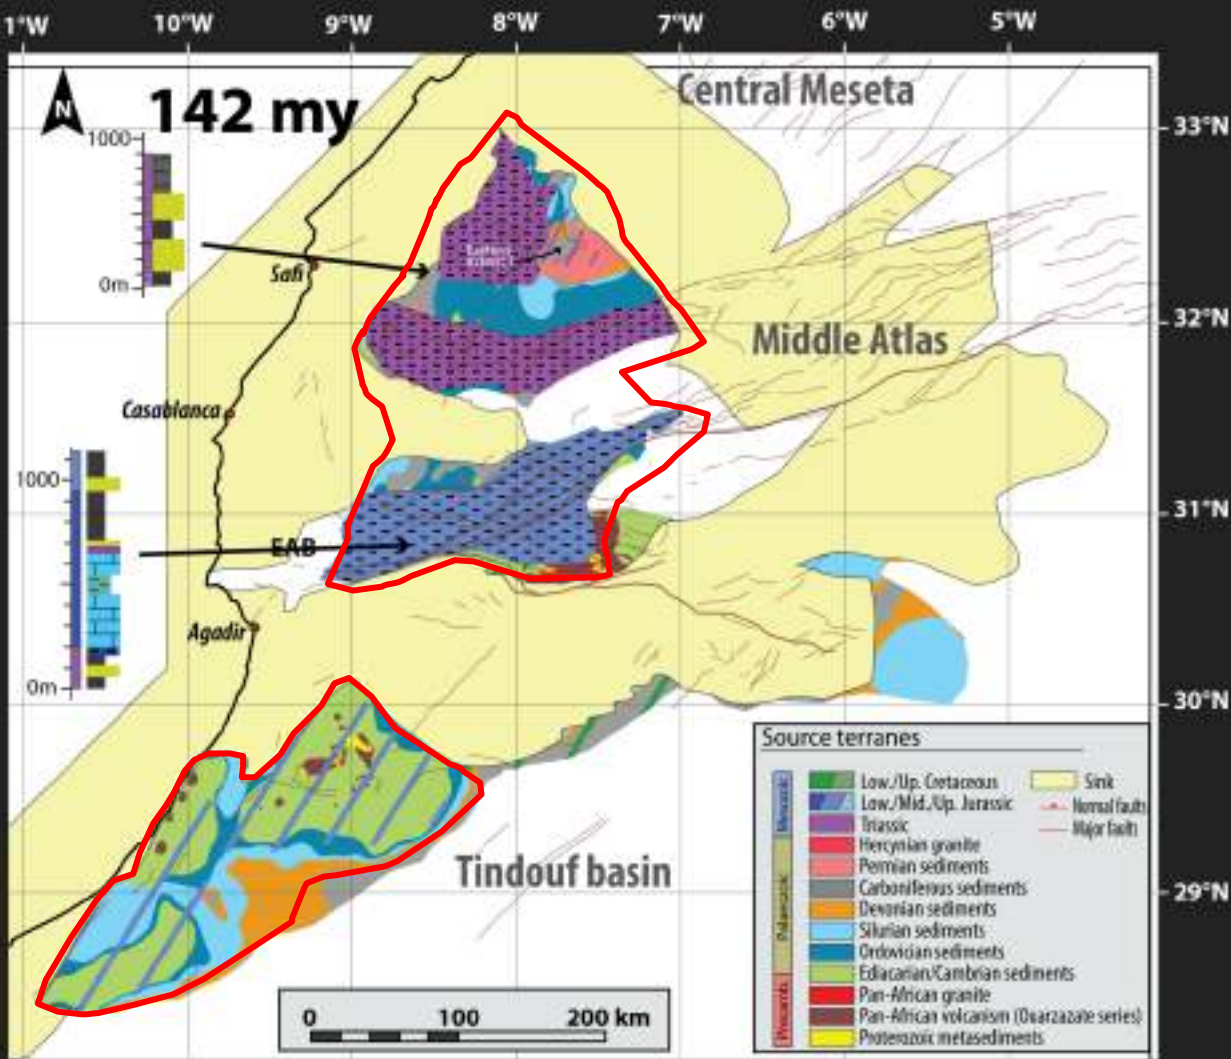 1°W 10°W 9°W 8°W 7°W 6°W 5°W
Central Meseta
N
142 my
1000
33°N
Safi
0m
32°N
Middle Atlas
Casablanca
1000
31°N
EAB
Agadir
0m
30°N
Source terranes
Low./Up. Cretaceous
Sink
Low./Mid./Up. Jurassic
Normal faults
Triassic
Major faults
Hercynian granite
Permian sediments
Carboniferous sediments
Devonian sediments
Silurian sediments
Ordovician sediments
Ediacarian/Cambrian sediments
Pan-African granite
Pan-African volcanism (Ouarzazate series)
Proterozoic metasediments
Mesozoic
Paleozoic
Precamb.
Tindouf basin
29°N
0 100 200 km